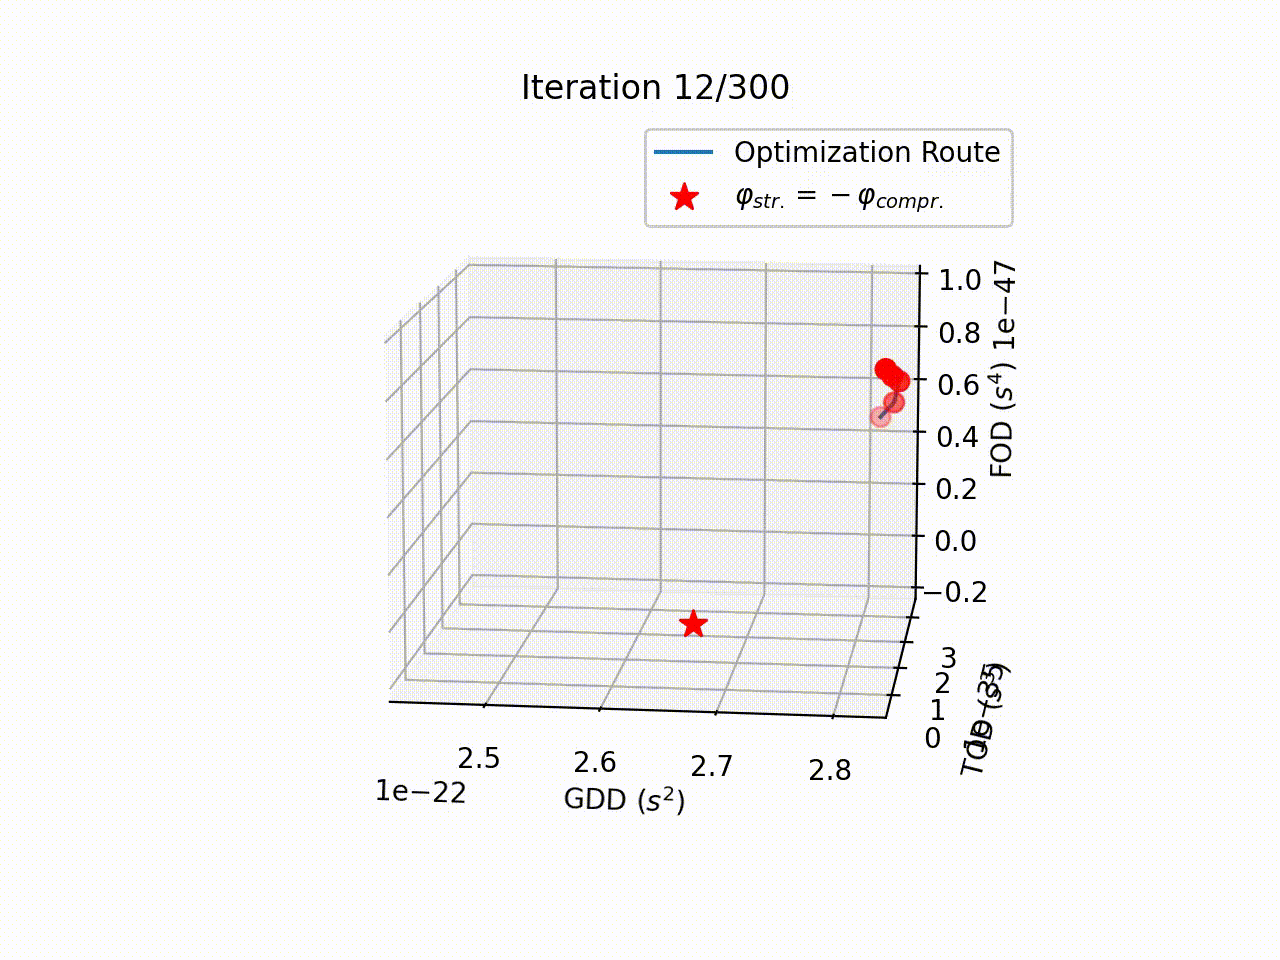 Iteration 12/300
Optimization Route
φstr. = − φcompr.
1.0
0.8
0.6
0.4
0.2
0.0
−0.2
FOD (s⁴) 1e−47
3
2
1
0
TOD (s³)
2.5
2.6
2.7
2.8
1e−22
GDD (s²)